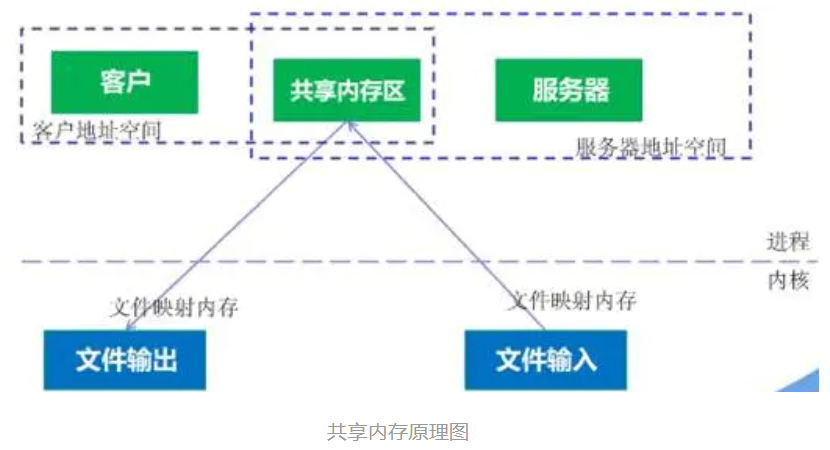 客户
共享内存区
服务器
客户地址空间
服务器地址空间
进程
内核
文件映射内存
文件映射内存
文件输出
文件输入
共享内存原理图